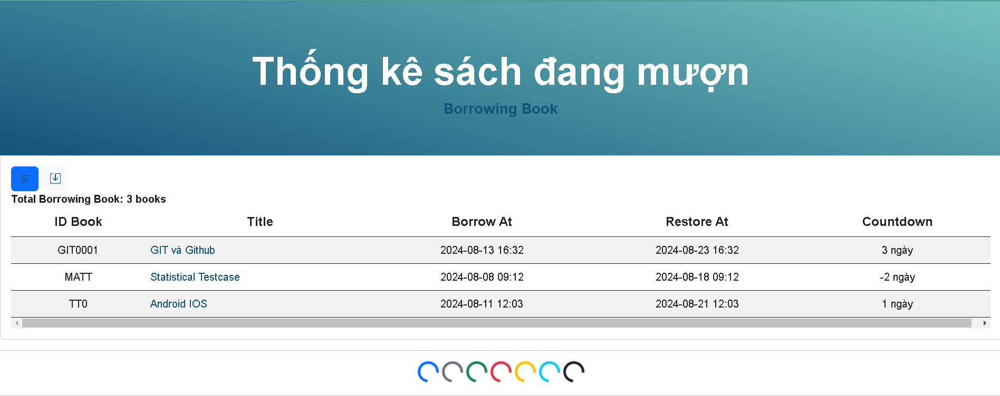 Thống kê sách đang mượn
Borrowing Book
Total Borrowing Book: 3 books
ID Book Title Borrow At Restore At Countdown
GIT0001 GIT và Github 2024-08-13 16:32 2024-08-23 16:32 3 ngày
MATT Statistical Testcase 2024-08-08 09:12 2024-08-18 09:12 -2 ngày
TT0 Android IOS 2024-08-11 12:03 2024-08-21 12:03 1 ngày